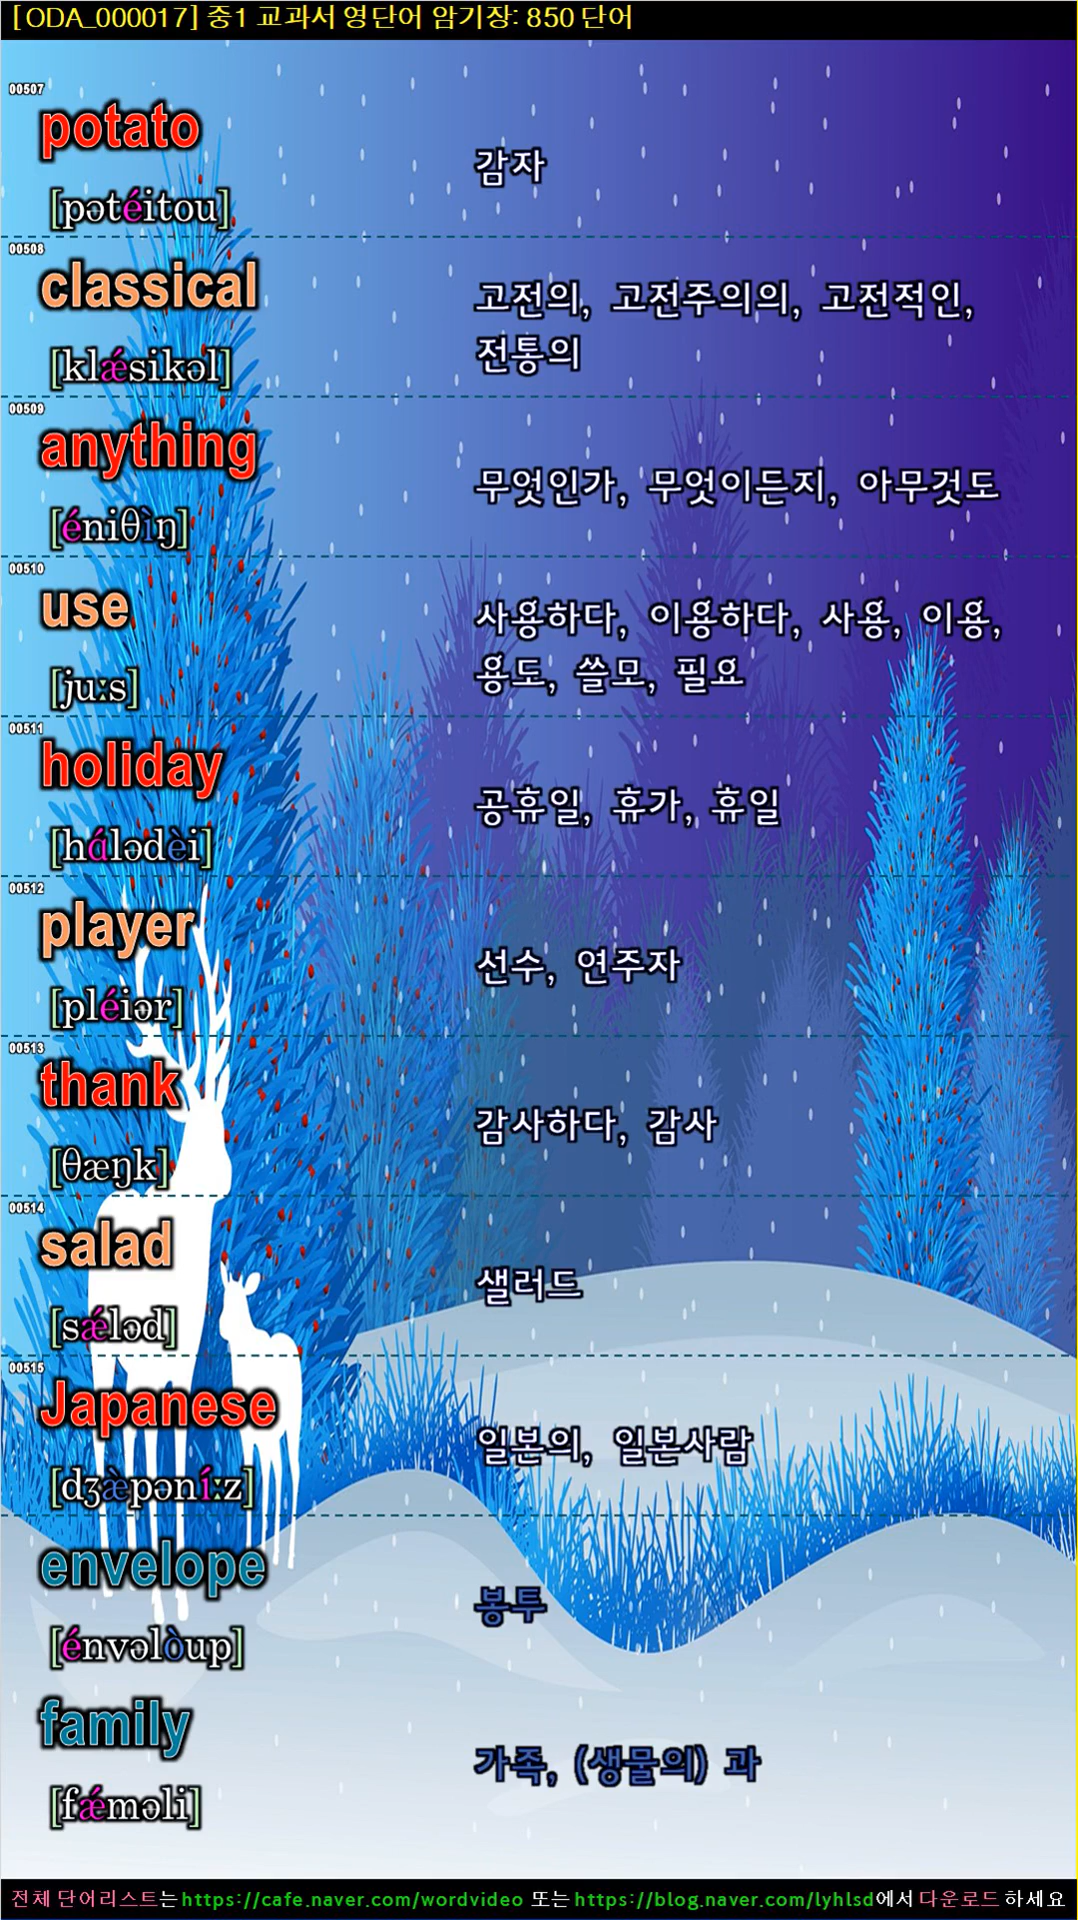 [ODA_000017] 중1 교과서 영단어 암기장: 850 단어
00507
potato
감자
[pətéitou]
00508
classical
고전의, 고전주의의, 고전적인,
전통의
[klǽsikəl]
00509
anything
무엇인가, 무엇이든지, 아무것도
[éniθìŋ]
00510
use
사용하다, 이용하다, 사용, 이용,
용도, 쓸모, 필요
[juːs]
00511
holiday
공휴일, 휴가, 휴일
[hɑ́lədèi]
00512
player
선수, 연주자
[pléiər]
00513
thank
감사하다, 감사
[θæŋk]
00514
salad
샐러드
[sǽləd]
00515
Japanese
일본의, 일본사람
[dʒæ̀pəníːz]
envelope
봉투
[énvəlòup]
family
가족, (생물의) 과
[fǽməli]
전체 단어리스트는 https://cafe.naver.com/wordvideo 또는 https://blog.naver.com/lyhlsd에서 다운로드 하세요